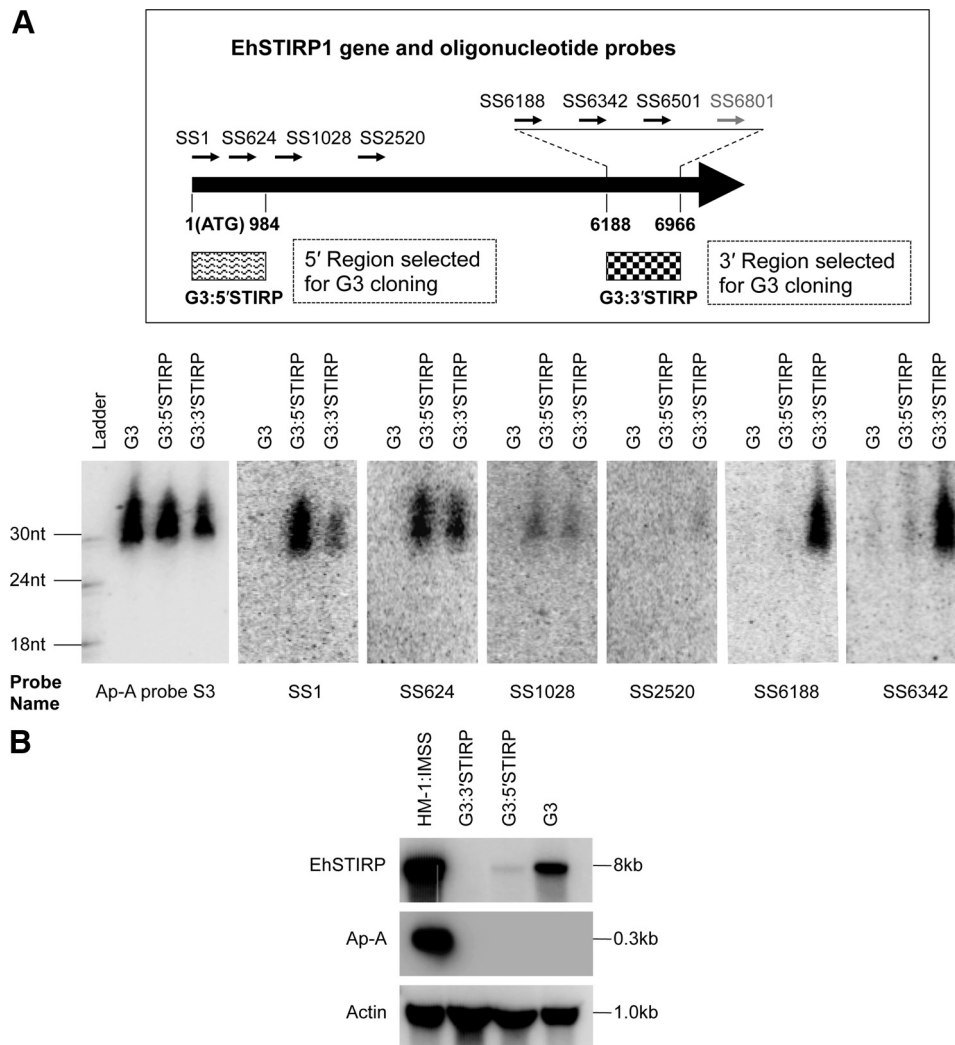 A
EhSTIRP1 gene and oligonucleotide probes
SS6188 SS6342 SS6501 SS6801
SS1 SS624 SS1028 SS2520
1(ATG) 984 6188 6966
5′ Region selected
for G3 cloning
3′ Region selected
for G3 cloning
G3:5′STIRP G3:3′STIRP
Ladder G3 G3:5′STIRP G3:3′STIRP G3 G3:5′STIRP G3:3′STIRP G3 G3:5′STIRP G3:3′STIRP G3 G3:5′STIRP G3:3′STIRP G3 G3:5′STIRP G3:3′STIRP G3 G3:5′STIRP G3:3′STIRP G3 G3:5′STIRP G3:3′STIRP
30nt
24nt
18nt
Probe
Name
Ap-A probe S3 SS1 SS624 SS1028 SS2520 SS6188 SS6342
B
HM-1:IMSS G3:3′STIRP G3:5′STIRP G3
EhSTIRP 8kb
Ap-A 0.3kb
Actin 1.0kb